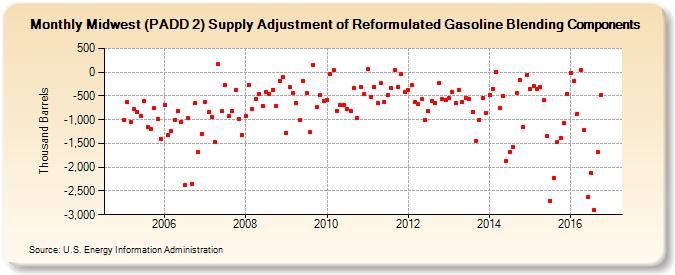 Monthly Midwest (PADD 2) Supply Adjustment of Reformulated Gasoline Blending Components
Thousand Barrels
500
0
-500
-1,000
-1,500
-2,000
-2,500
-3,000
2006 2008 2010 2012 2014 2016
Source: U.S. Energy Information Administration